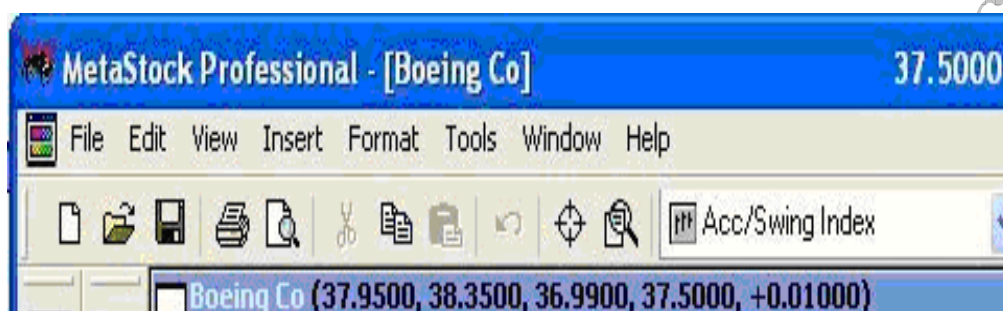 MetaStock Professional - [Boeing Co] 37.5000
File Edit View Insert Format Tools Window Help
Acc/Swing Index
Boeing Co (37.9500, 38.3500, 36.9900, 37.5000, +0.01000)